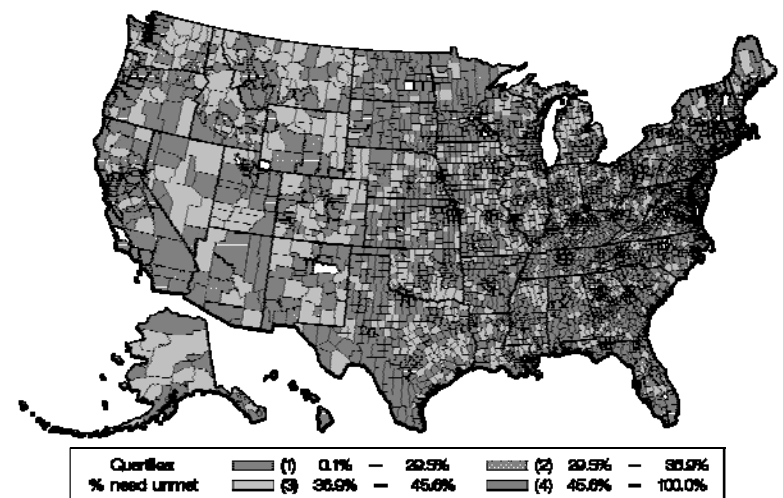 Quartiles (1) 0.1% – 29.5% (2) 29.5% – 36.9%
% need unmet (3) 36.9% – 45.6% (4) 45.6% – 100.0%